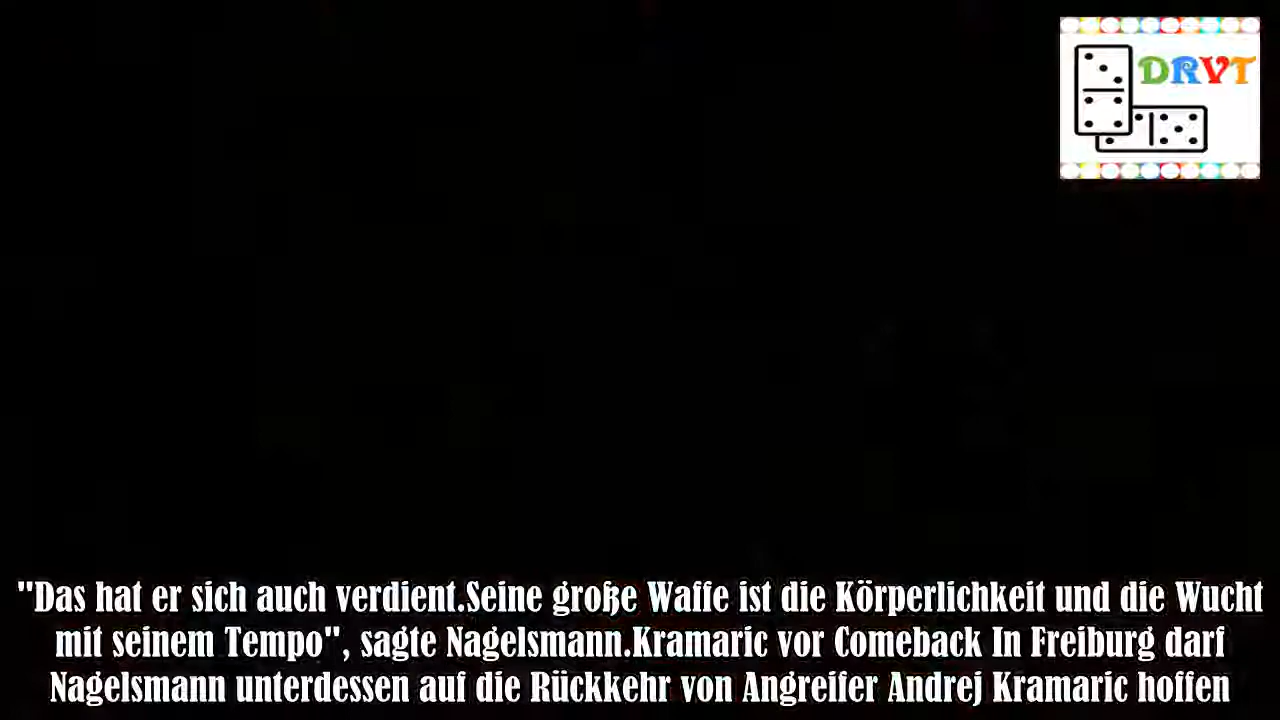 DRVT
"Das hat er sich auch verdient.Seine große Waffe ist die Körperlichkeit und die Wucht
mit seinem Tempo", sagte Nagelsmann.Kramaric vor Comeback In Freiburg darf
Nagelsmann unterdessen auf die Rückkehr von Angreifer Andrej Kramaric hoffen